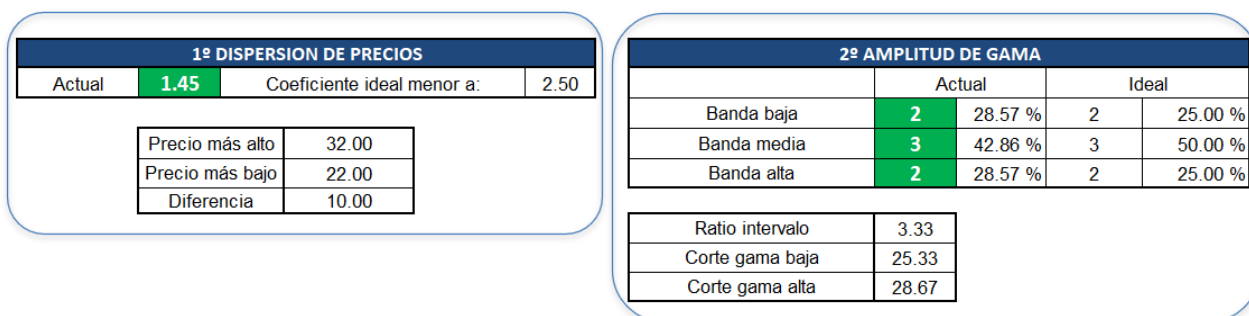 1º DISPERSION DE PRECIOS
Actual 1.45 Coeficiente ideal menor a: 2.50
Precio más alto 32.00
Precio más bajo 22.00
Diferencia 10.00
2º AMPLITUD DE GAMA
Actual Ideal
Banda baja 2 28.57 % 2 25.00 %
Banda media 3 42.86 % 3 50.00 %
Banda alta 2 28.57 % 2 25.00 %
Ratio intervalo 3.33
Corte gama baja 25.33
Corte gama alta 28.67